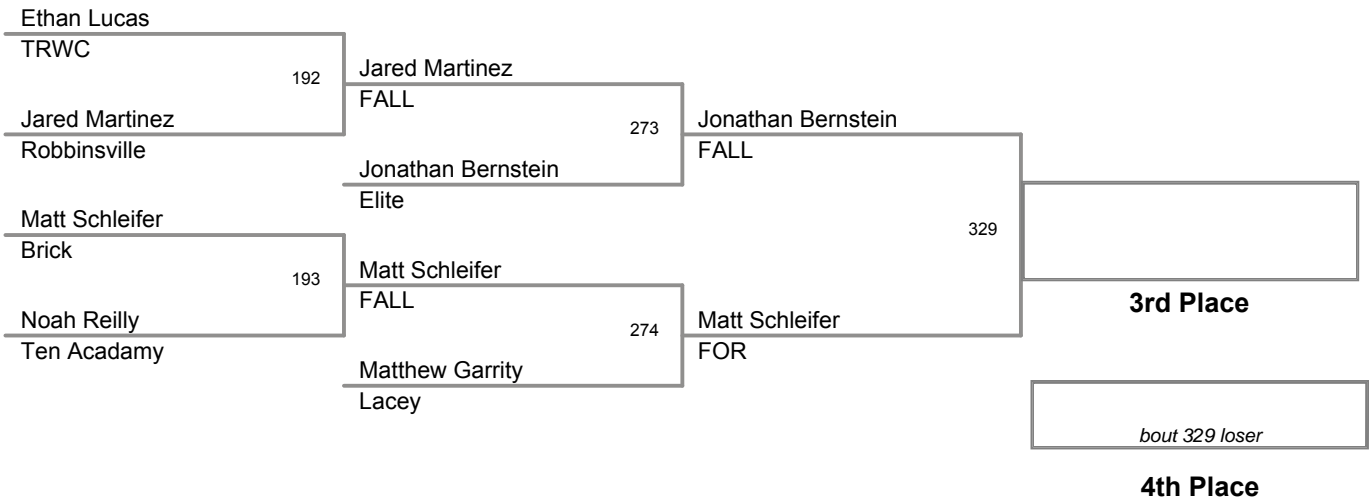 Ethan Lucas
TRWC
192
Jared Martinez
Robbinsville
Jared Martinez
FALL
273
Jonathan Bernstein
Elite
Jonathan Bernstein
FALL
Matt Schleifer
Brick
193
Noah Reilly
Ten Acadamy
Matt Schleifer
FALL
274
Matthew Garrity
Lacey
Matt Schleifer
FOR
329
3rd Place
bout 329 loser
4th Place